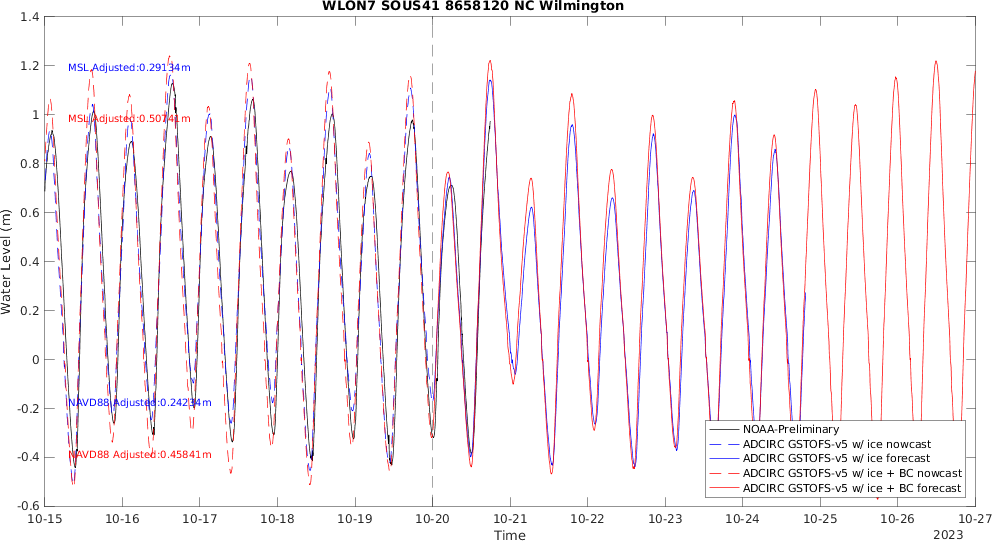 WLON7 SOUS41 8658120 NC Wilmington
1.4
1.2
1
0.8
0.6
0.4
0.2
0
-0.2
-0.4
-0.6
Water Level (m)
MSL Adjusted:0.29134m
MSL Adjusted:0.50741m
NAVD88 Adjusted:0.24234m
NAVD88 Adjusted:0.45841m
NOAA-Preliminary
ADCIRC GSTOFS-v5 w/ ice nowcast
ADCIRC GSTOFS-v5 w/ ice forecast
ADCIRC GSTOFS-v5 w/ ice + BC nowcast
ADCIRC GSTOFS-v5 w/ ice + BC forecast
10-15 10-16 10-17 10-18 10-19 10-20 10-21 10-22 10-23 10-24 10-25 10-26 10-27
Time
2023